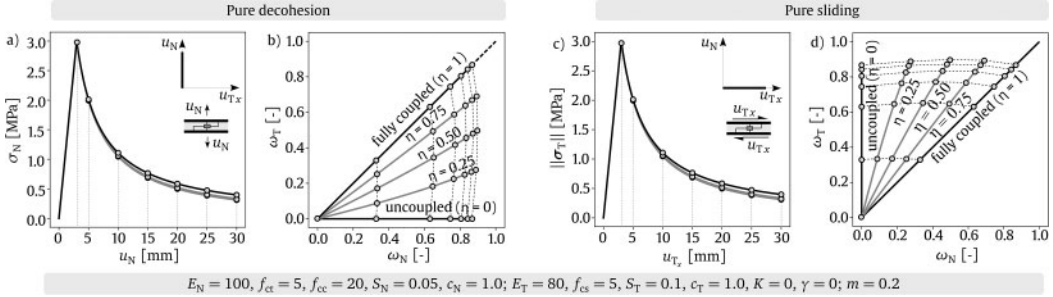 Pure decohesion
Pure sliding
a)
3.0
2.5
2.0
1.5
1.0
0.5
0.0
σN [MPa]
0 5 10 15 20 25 30
uN [mm]
uN
uTx
uN
uN
b)
1.0
0.8
0.6
0.4
0.2
0.0
ωT [-]
0.0 0.2 0.4 0.6 0.8 1.0
ωN [-]
fully coupled (η = 1)
η = 0.75
η = 0.50
η = 0.25
uncoupled (η = 0)
c)
3.0
2.5
2.0
1.5
1.0
0.5
0.0
||σT|| [MPa]
0 5 10 15 20 25 30
uTx [mm]
uN
uTx
uTx
uTx
d)
1.0
0.8
0.6
0.4
0.2
0.0
ωT [-]
0.0 0.2 0.4 0.6 0.8 1.0
ωN [-]
uncoupled (η = 0)
η = 0.25
η = 0.50
η = 0.75
fully coupled (η = 1)
EN = 100, fct = 5, fcc = 20, SN = 0.05, cN = 1.0; ET = 80, fcs = 5, ST = 0.1, cT = 1.0, K = 0, γ = 0; m = 0.2